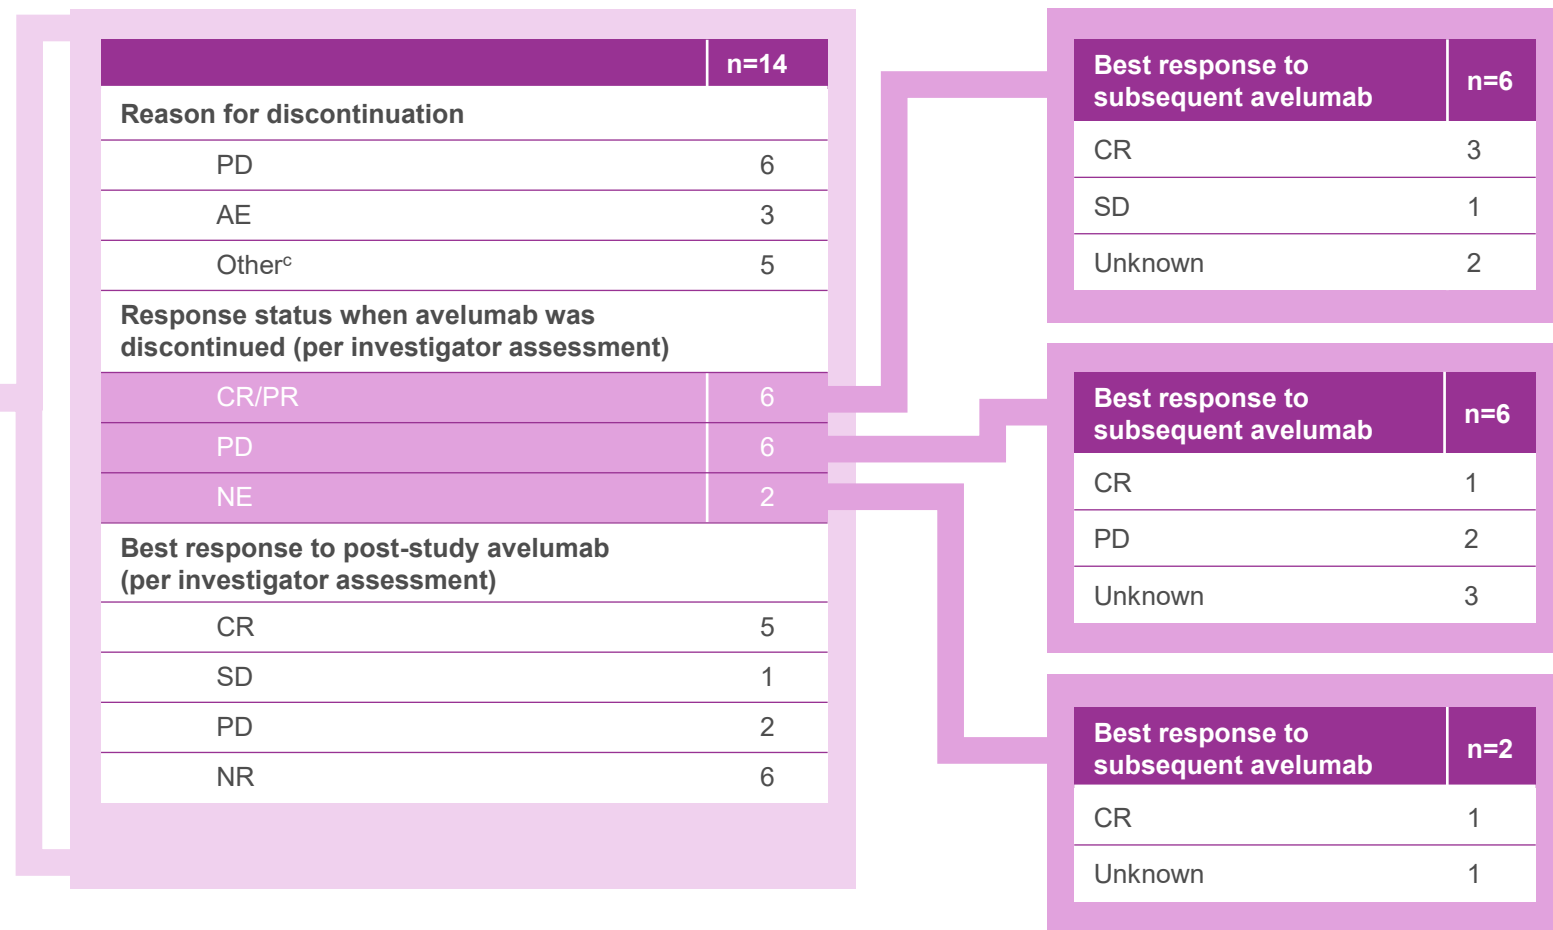 n=14
Reason for discontinuation
PD 6
AE 3
Otherᶜ 5
Response status when avelumab was
discontinued (per investigator assessment)
CR/PR 6
PD 6
NE 2
Best response to post-study avelumab
(per investigator assessment)
CR 5
SD 1
PD 2
NR 6
Best response to
subsequent avelumab n=6
CR 3
SD 1
Unknown 2
Best response to
subsequent avelumab n=6
CR 1
PD 2
Unknown 3
Best response to
subsequent avelumab n=2
CR 1
Unknown 1